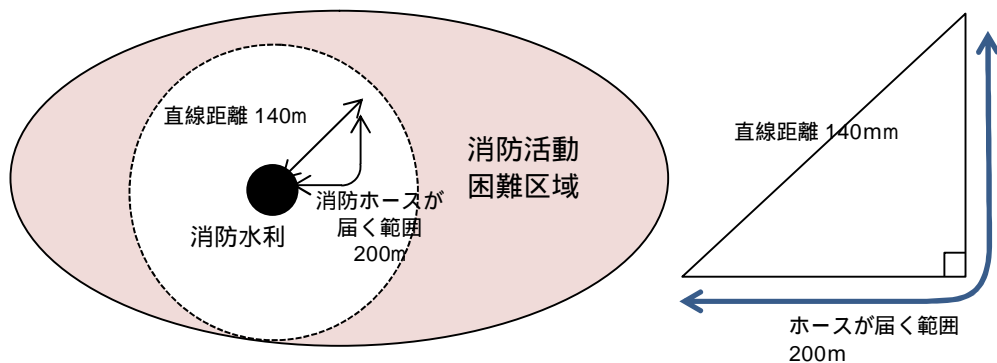 直線距離 140m
消防活動
困難区域
消防ホースが
届く範囲
200m
消防水利
直線距離 140mm
ホースが届く範囲
200m